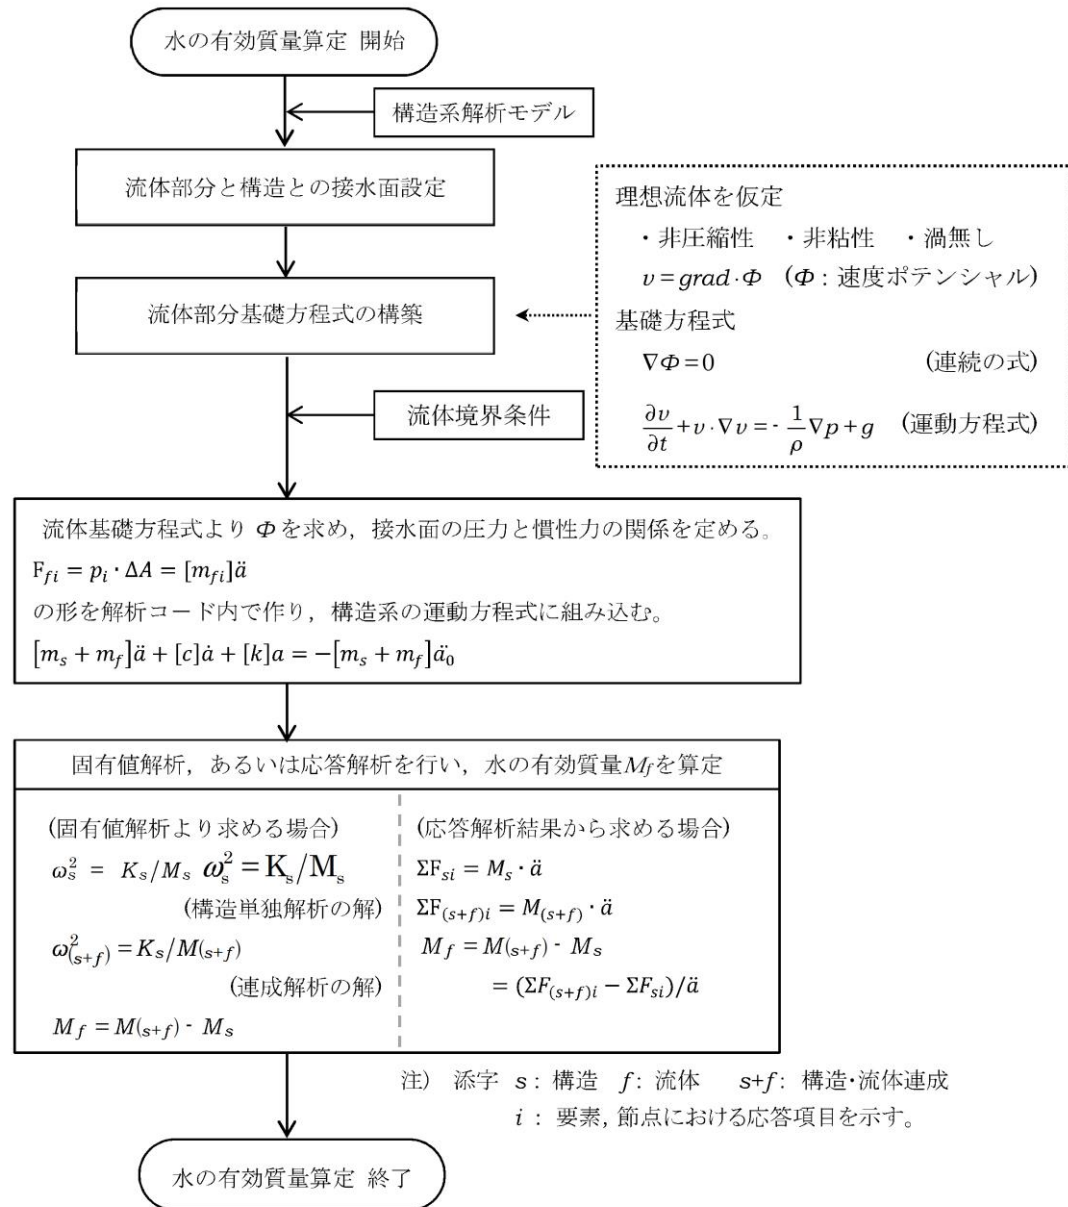 水の有効質量算定 開始
構造系解析モデル
流体部分と構造との接水面設定
流体部分基礎方程式の構築
理想流体を仮定
・非圧縮性 ・非粘性 ・渦無し
υ = grad·Φ (Φ : 速度ポテンシャル)
基礎方程式
∇Φ = 0 (連続の式)
∂υ/∂t + υ·∇υ = - 1/ρ ∇p + g (運動方程式)
流体境界条件
流体基礎方程式より Φ を求め，接水面の圧力と慣性力の関係を定める。
F_{fi} = p_i · ΔA = [m_{fi}]ä
の形を解析コード内で作り，構造系の運動方程式に組み込む。
[m_s + m_f]ä + [c]ȧ + [k]a = −[m_s + m_f]ä_0
固有値解析，あるいは応答解析を行い，水の有効質量M_fを算定
(固有値解析より求める場合)
ω_s^2 = K_s/M_s ω_s^2 = K_s/M_s
(構造単独解析の解)
ω_{(s+f)}^2 = K_s/M_{(s+f)}
(連成解析の解)
M_f = M_{(s+f)} - M_s
(応答解析結果から求める場合)
ΣF_{si} = M_s · ä
ΣF_{(s+f)i} = M_{(s+f)} · ä
M_f = M_{(s+f)} - M_s
= (ΣF_{(s+f)i} − ΣF_{si})/ä
注) 添字 s : 構造 f : 流体 s+f : 構造・流体連成
i : 要素, 節点における応答項目を示す。
水の有効質量算定 終了